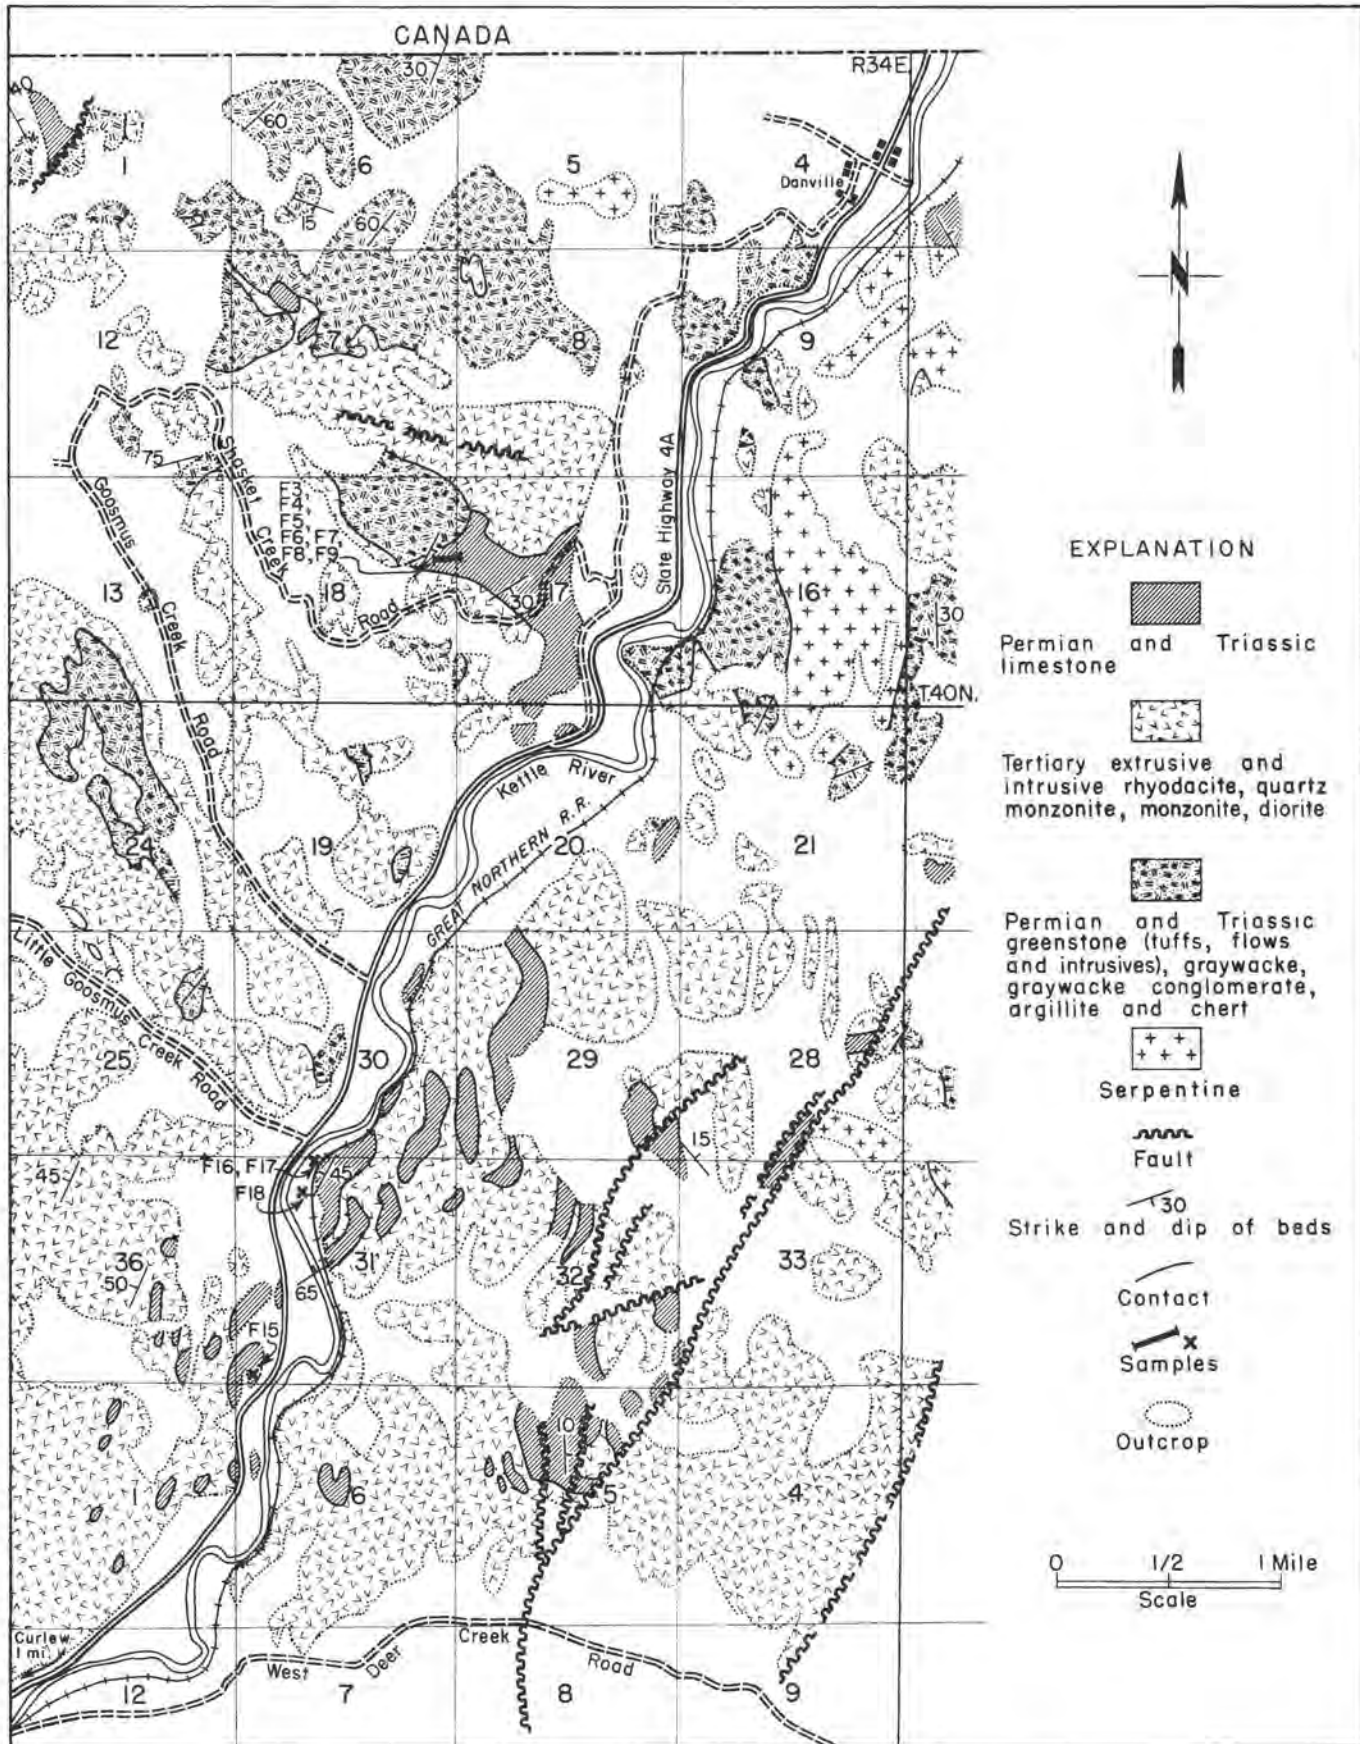 CANADA
R34E
30
40
60
1
6
5
4
Danville
15
60
12
7
8
9
75
Shasket
Creek
Road
Goosmus
Creek
Road
F3,
F4,
F5,
F6, F7,
F8, F9
State Highway 4A
13
18
30
17
16
30
T.40N.
Kettle River
GREAT NORTHERN R.R.
24
19
20
21
Little Goosmus Creek Road
25
30
29
28
15
45
F16, F17
45
F18
36
50
31
65
32
33
F15
10
1
6
5
4
Curlew
1 mi.
West Deer Creek Road
12
7
8
9
N
EXPLANATION
Permian and Triassic
limestone
Tertiary extrusive and
intrusive rhyodacite, quartz
monzonite, monzonite, diorite
Permian and Triassic
greenstone (tuffs, flows
and intrusives), graywacke,
graywacke conglomerate,
argillite and chert
Serpentine
Fault
30
Strike and dip of beds
Contact
Samples
Outcrop
0 1/2 1 Mile
Scale